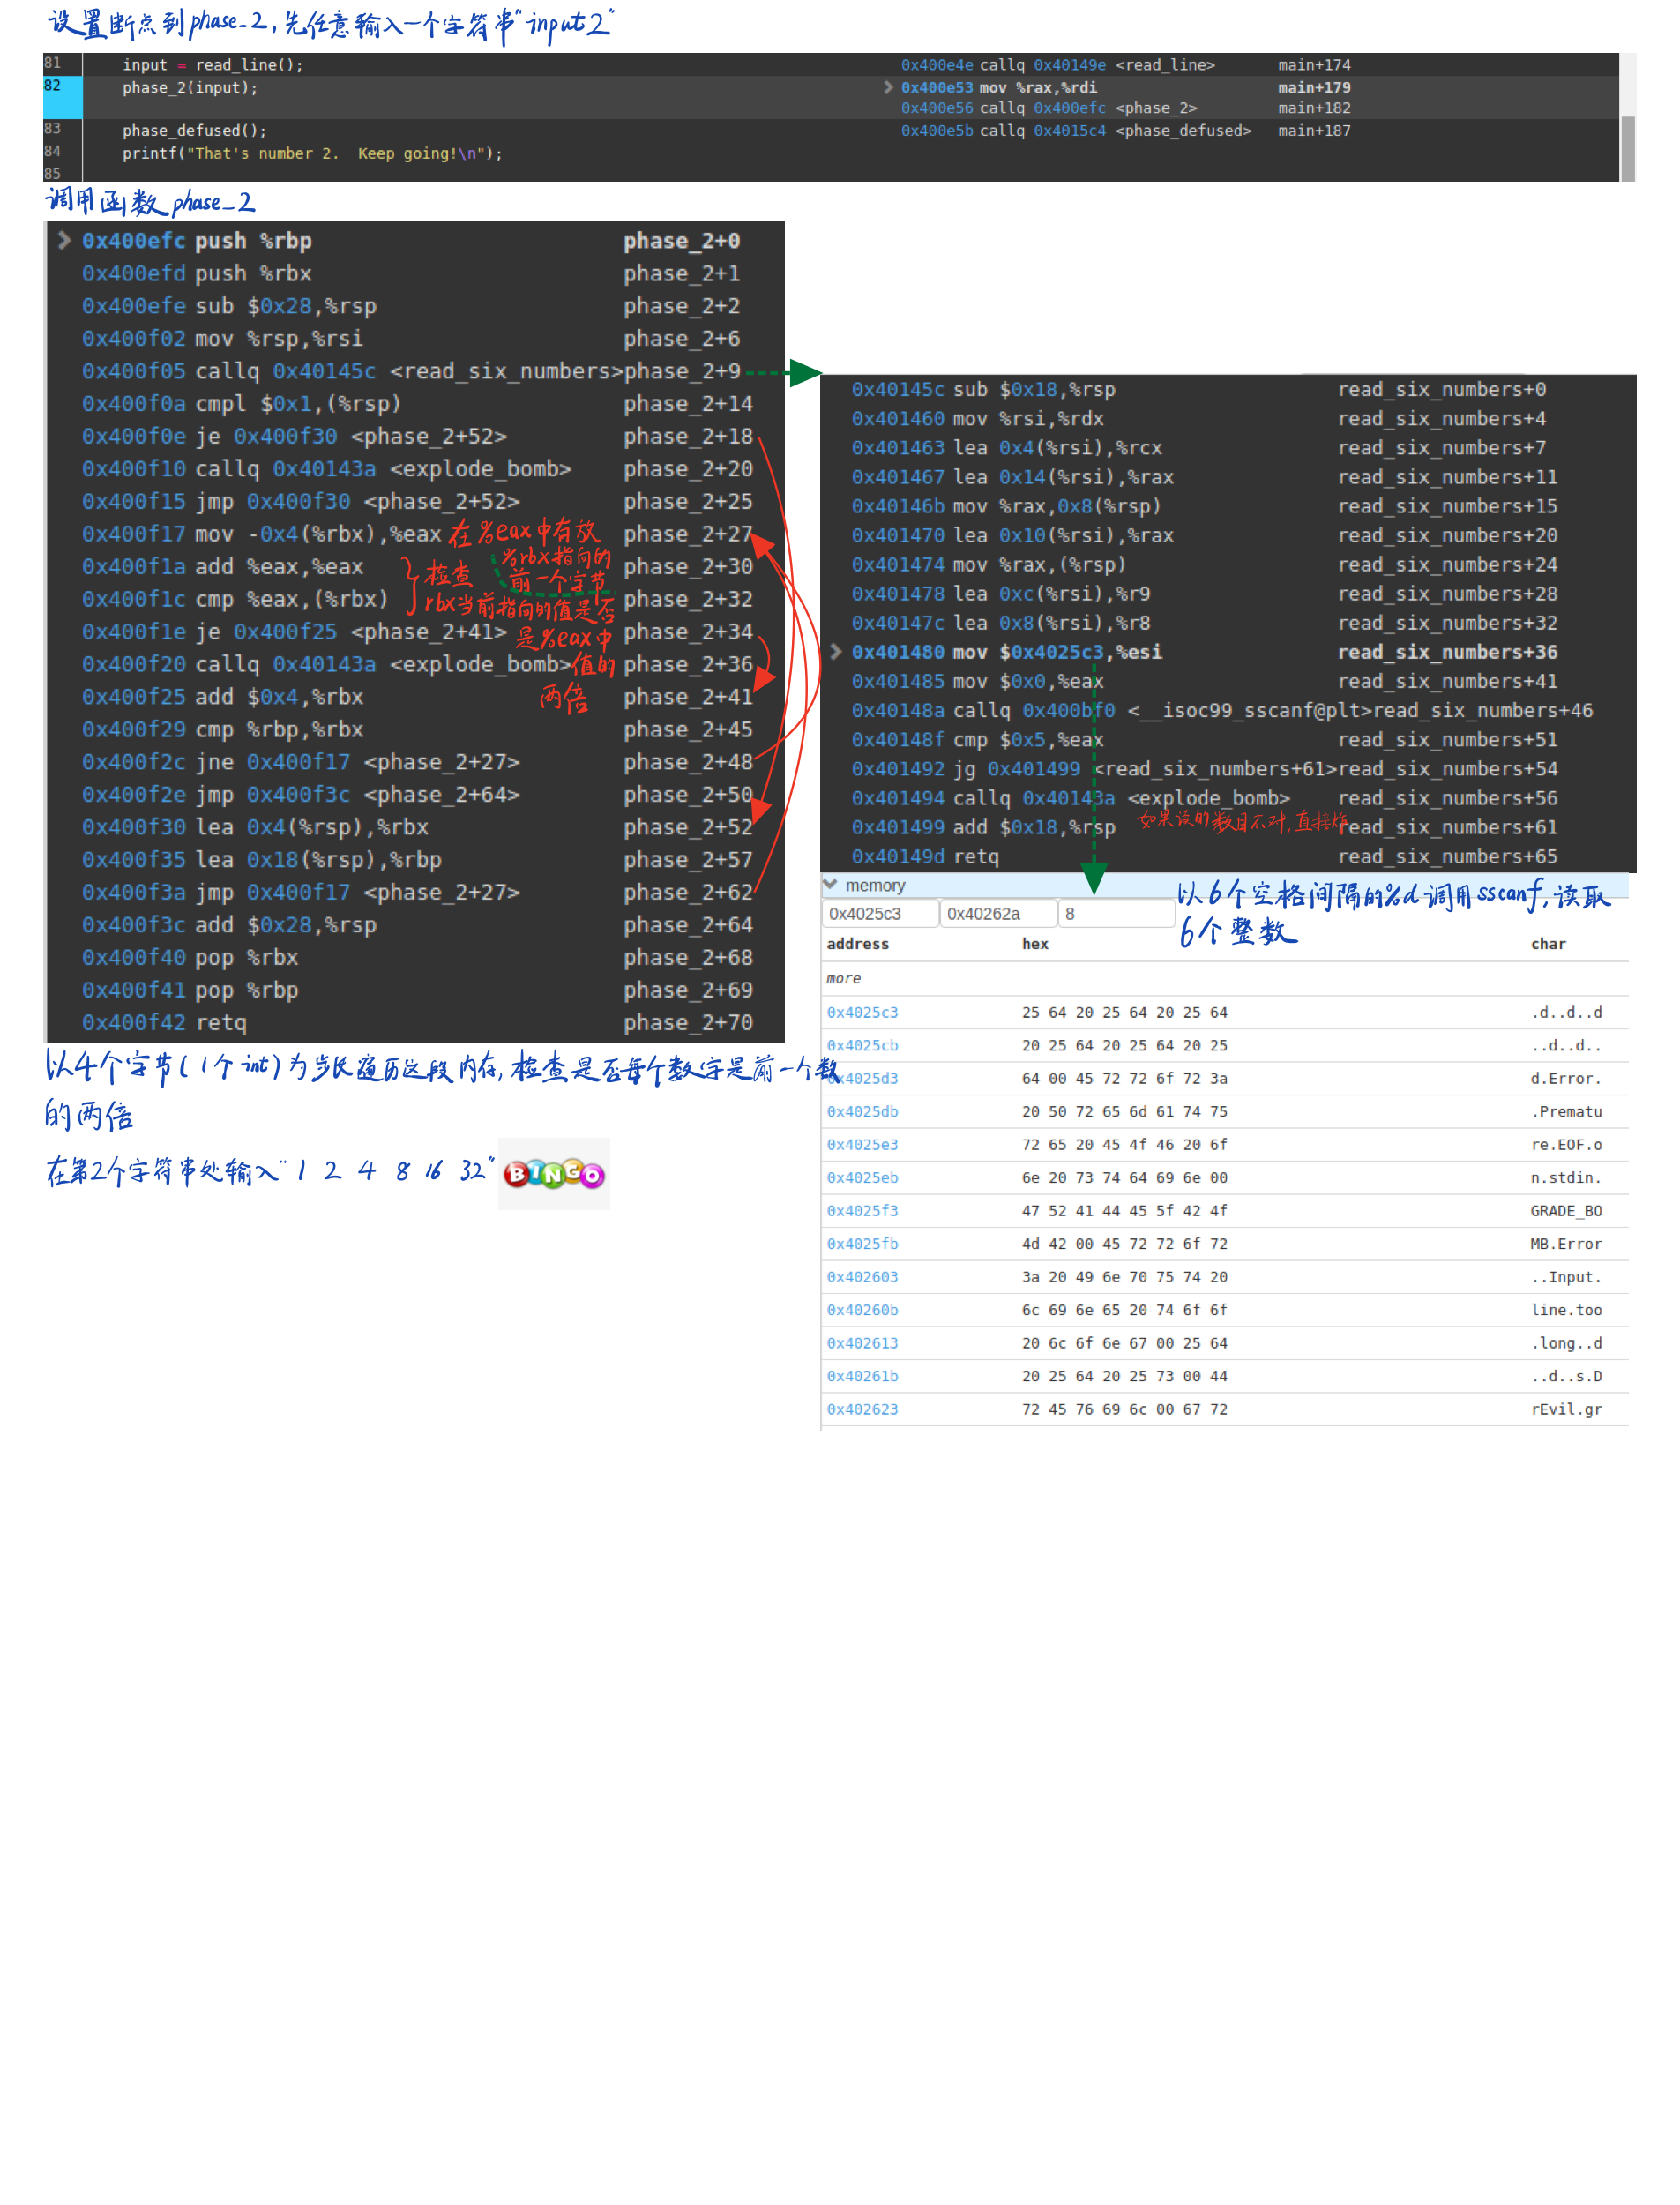 设置断点到phase_2,先任意输入一个字符串"input2"
81 input = read_line();
82 phase_2(input);
83 phase_defused();
84 printf("That's number 2.  Keep going!\n");
85
0x400e4e callq 0x40149e <read_line> main+174
0x400e53 mov %rax,%rdi main+179
0x400e56 callq 0x400efc <phase_2> main+182
0x400e5b callq 0x4015c4 <phase_defused> main+187
调用函数phase_2
0x400efc push %rbp phase_2+0
0x400efd push %rbx phase_2+1
0x400efe sub $0x28,%rsp phase_2+2
0x400f02 mov %rsp,%rsi phase_2+6
0x400f05 callq 0x40145c <read_six_numbers>phase_2+9
0x400f0a cmpl $0x1,(%rsp) phase_2+14
0x400f0e je 0x400f30 <phase_2+52> phase_2+18
0x400f10 callq 0x40143a <explode_bomb> phase_2+20
0x400f15 jmp 0x400f30 <phase_2+52> phase_2+25
0x400f17 mov -0x4(%rbx),%eax phase_2+27
0x400f1a add %eax,%eax phase_2+30
0x400f1c cmp %eax,(%rbx) phase_2+32
0x400f1e je 0x400f25 <phase_2+41> phase_2+34
0x400f20 callq 0x40143a <explode_bomb> phase_2+36
0x400f25 add $0x4,%rbx phase_2+41
0x400f29 cmp %rbp,%rbx phase_2+45
0x400f2c jne 0x400f17 <phase_2+27> phase_2+48
0x400f2e jmp 0x400f3c <phase_2+64> phase_2+50
0x400f30 lea 0x4(%rsp),%rbx phase_2+52
0x400f35 lea 0x18(%rsp),%rbp phase_2+57
0x400f3a jmp 0x400f17 <phase_2+27> phase_2+62
0x400f3c add $0x28,%rsp phase_2+64
0x400f40 pop %rbx phase_2+68
0x400f41 pop %rbp phase_2+69
0x400f42 retq phase_2+70
在%eax中存放
%rbx指向的
前一个字节
检查
rbx当前指向的值是否
是%eax中
值的
两倍
0x40145c sub $0x18,%rsp read_six_numbers+0
0x401460 mov %rsi,%rdx read_six_numbers+4
0x401463 lea 0x4(%rsi),%rcx read_six_numbers+7
0x401467 lea 0x14(%rsi),%rax read_six_numbers+11
0x40146b mov %rax,0x8(%rsp) read_six_numbers+15
0x401470 lea 0x10(%rsi),%rax read_six_numbers+20
0x401474 mov %rax,(%rsp) read_six_numbers+24
0x401478 lea 0xc(%rsi),%r9 read_six_numbers+28
0x40147c lea 0x8(%rsi),%r8 read_six_numbers+32
0x401480 mov $0x4025c3,%esi read_six_numbers+36
0x401485 mov $0x0,%eax read_six_numbers+41
0x40148a callq 0x400bf0 <__isoc99_sscanf@plt>read_six_numbers+46
0x40148f cmp $0x5,%eax read_six_numbers+51
0x401492 jg 0x401499 <read_six_numbers+61>read_six_numbers+54
0x401494 callq 0x40143a <explode_bomb> read_six_numbers+56
0x401499 add $0x18,%rsp read_six_numbers+61
0x40149d retq read_six_numbers+65
如果读的数目不对,直接炸
memory
0x4025c3 0x40262a 8
以6个空格间隔的%d调用sscanf,读取
6个整数
address hex char
more
0x4025c3 25 64 20 25 64 20 25 64 .d..d..d
0x4025cb 20 25 64 20 25 64 20 25 ..d..d..
0x4025d3 64 00 45 72 72 6f 72 3a d.Error.
0x4025db 20 50 72 65 6d 61 74 75 .Prematu
0x4025e3 72 65 20 45 4f 46 20 6f re.EOF.o
0x4025eb 6e 20 73 74 64 69 6e 00 n.stdin.
0x4025f3 47 52 41 44 45 5f 42 4f GRADE_BO
0x4025fb 4d 42 00 45 72 72 6f 72 MB.Error
0x402603 3a 20 49 6e 70 75 74 20 ..Input.
0x40260b 6c 69 6e 65 20 74 6f 6f line.too
0x402613 20 6c 6f 6e 67 00 25 64 .long..d
0x40261b 20 25 64 20 25 73 00 44 ..d..s.D
0x402623 72 45 76 69 6c 00 67 72 rEvil.gr
以4个字节(1个int)为步长遍历这段内存,检查是否每个数字是前一个数
的两倍
在第2个字符串处输入"1 2 4 8 16 32"
BINGO